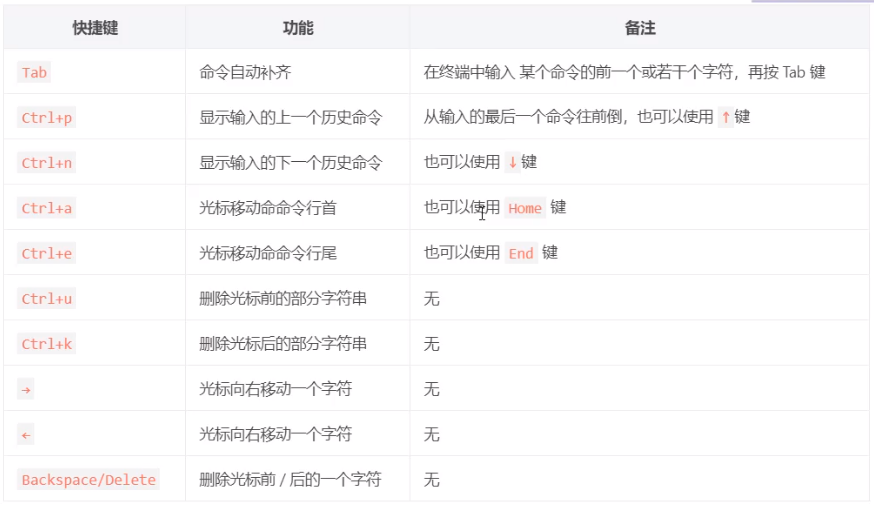 快捷键 功能 备注
Tab 命令自动补齐 在终端中输入 某个命令的前一个或若干个字符，再按 Tab 键
Ctrl+p 显示输入的上一个历史命令 从输入的最后一个命令往前倒，也可以使用 ↑ 键
Ctrl+n 显示输入的下一个历史命令 也可以使用 ↓ 键
Ctrl+a 光标移动命命令行首 也可以使用 Home 键
Ctrl+e 光标移动命命令行尾 也可以使用 End 键
Ctrl+u 删除光标前的部分字符串 无
Ctrl+k 删除光标后的部分字符串 无
→ 光标向右移动一个字符 无
← 光标向右移动一个字符 无
Backspace/Delete 删除光标前 / 后的一个字符 无